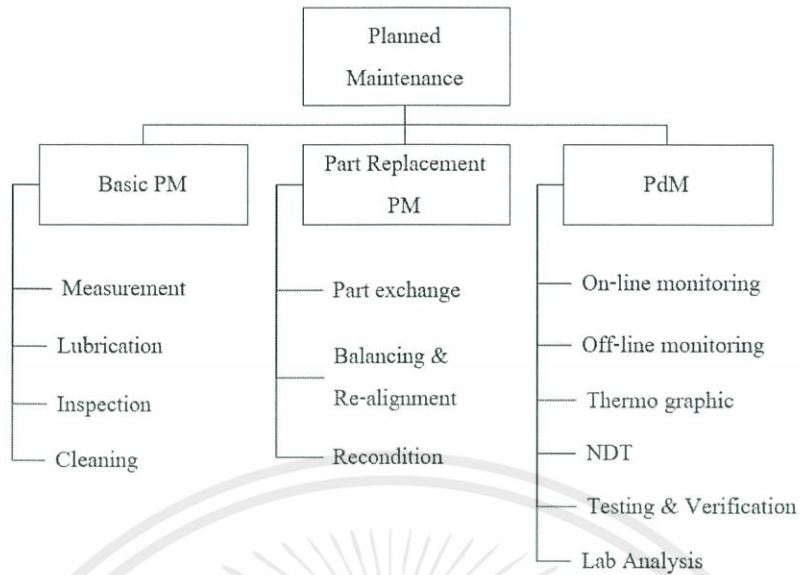 Planned
Maintenance
Basic PM
Part Replacement
PM
PdM
Measurement
Lubrication
Inspection
Cleaning
Part exchange
Balancing &
Re-alignment
Recondition
On-line monitoring
Off-line monitoring
Thermo graphic
NDT
Testing & Verification
Lab Analysis